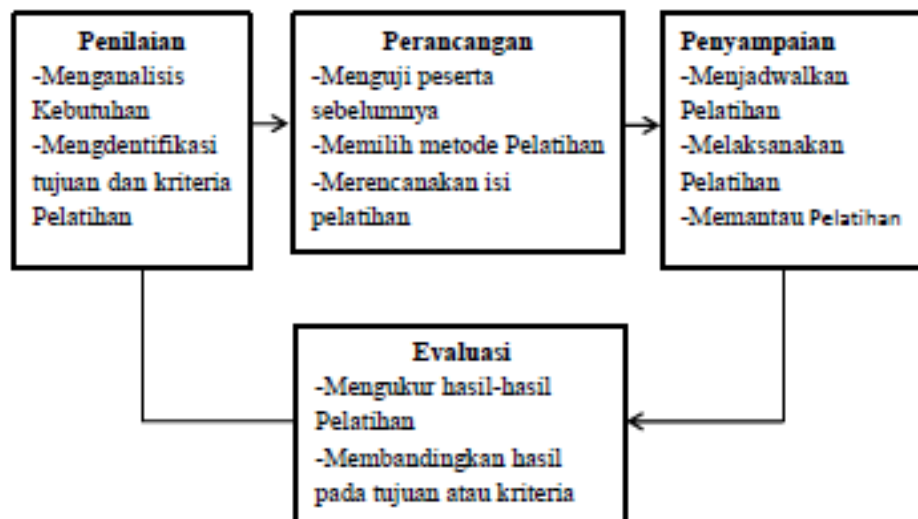 Penilaian
-Menganalisis
Kebutuhan
-Mengdentifikasi
tujuan dan kriteria
Pelatihan
Perancangan
-Menguji peserta
sebelumnya
-Memilih metode Pelatihan
-Merencanakan isi
pelatihan
Penyampaian
-Menjadwalkan
Pelatihan
-Melaksanakan
Pelatihan
-Memantau Pelatihan
Evaluasi
-Mengukur hasil-hasil
Pelatihan
-Membandingkan hasil
pada tujuan atau kriteria